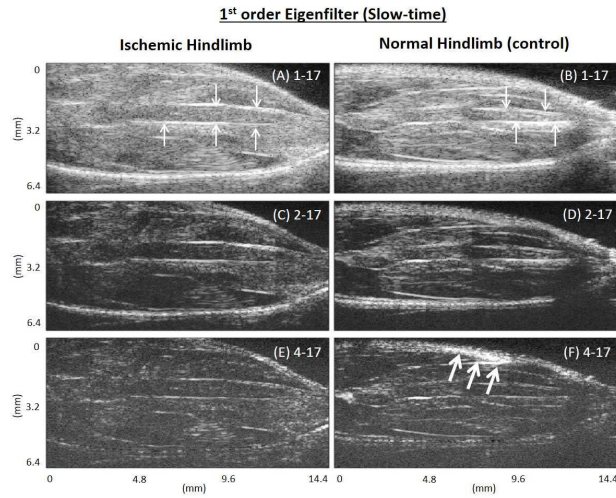 1st order Eigenfilter (Slow-time)
Ischemic Hindlimb Normal Hindlimb (control)
0 (A) 1-17 (B) 1-17
3.2
(mm)
6.4
0 (C) 2-17 (D) 2-17
3.2
(mm)
6.4
0 (E) 4-17 (F) 4-17
3.2
(mm)
6.4
0 4.8 9.6 14.4 0 4.8 9.6 14.4
(mm) (mm)